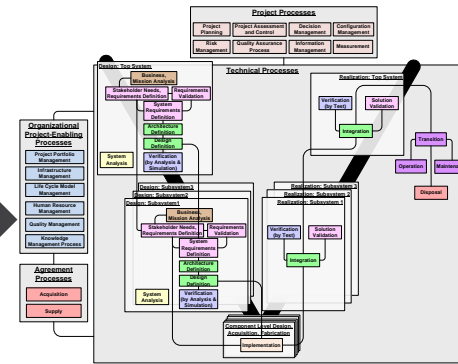 Project Processes
Project
Planning
Project Assessment
and Control
Decision
Management
Configuration
Management
Risk
Management
Quality Assurance
Process
Information
Management
Measurement
Technical Processes
Design: Top System
Business,
Mission Analysis
Stakeholder Needs,
Requirements Definition
Requirements
Validation
System
Requirements
Definition
Architecture
Definition
Design
Definition
System
Analysis
Verification
(by Analysis &
Simulation)
Realization: Top System
Verification
(by Test)
Solution
Validation
Integration
Transition
Operation
Disposal
Organizational
Project-Enabling
Processes
Project Portfolio
Management
Infrastructure
Management
Life Cycle Model
Management
Human Resource
Management
Quality Management
Knowledge
Management Process
Agreement
Processes
Acquisition
Supply
Design: Subsystem3
Design: Subsystem2
Design: Subsystem1
Business,
Mission Analysis
Stakeholder Needs,
Requirements Definition
Requirements
Validation
System
Requirements
Definition
Architecture
Definition
Design
Definition
System
Analysis
Verification
(by Analysis &
Simulation)
Realization: Subsystem 3
Realization: Subsystem 2
Realization: Subsystem 1
Verification
(by Test)
Solution
Validation
Integration
Component Level Design,
Acquisition, Fabrication
Implementation